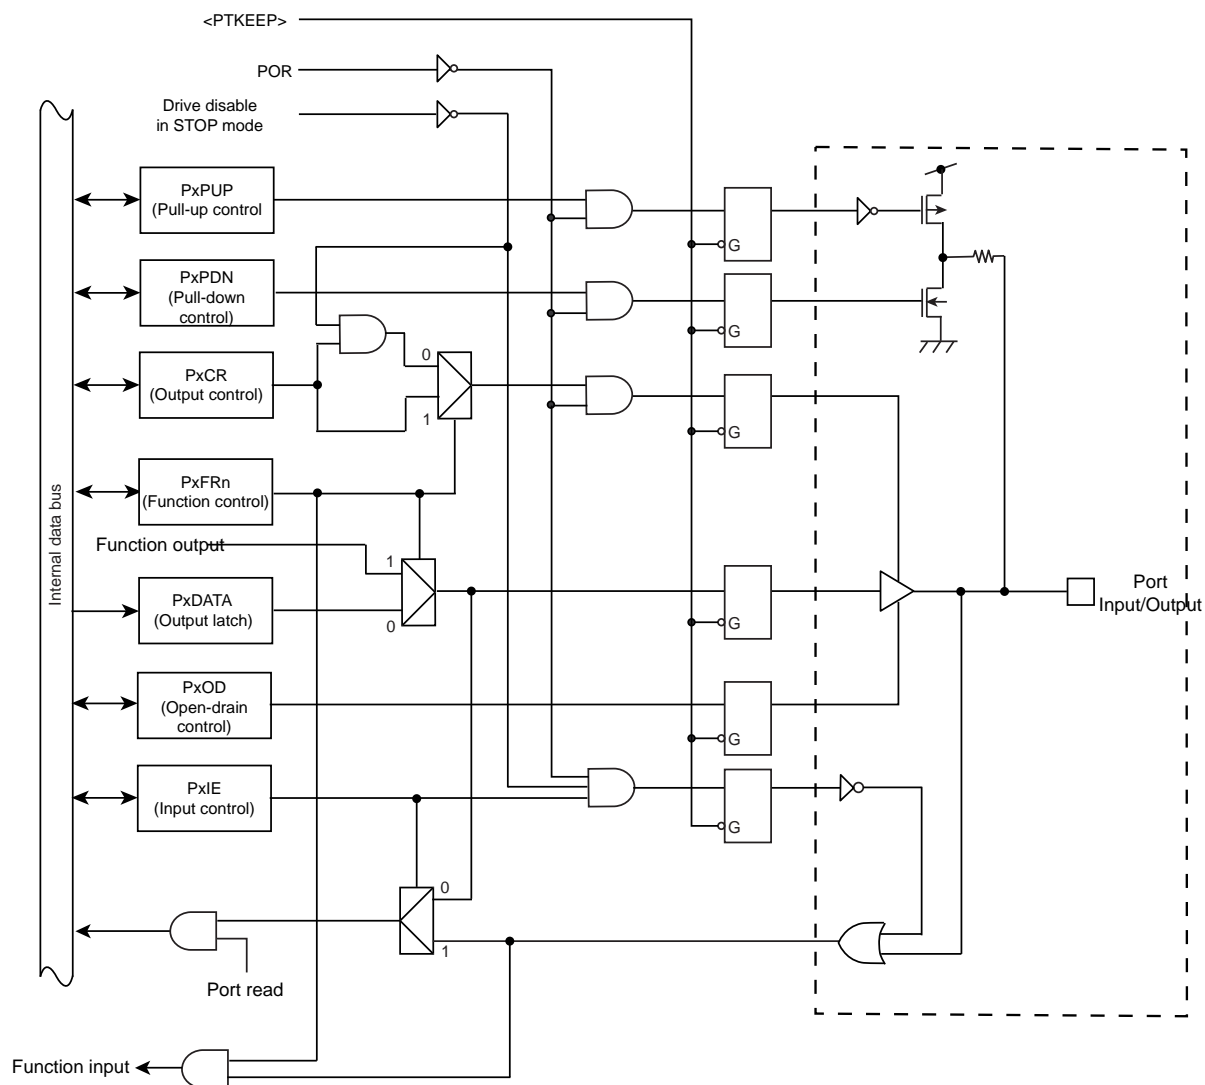 <PTKEEP>
POR
Drive disable
in STOP mode
PxPUP
(Pull-up control
G
PxPDN
(Pull-down
control)
G
0
PxCR
(Output control)
1
G
PxFRn
(Function control)
Internal data bus
Function output
1
PxDATA
(Output latch)
0
G
Port
Input/Output
PxOD
(Open-drain
control)
G
PxIE
(Input control)
G
0
1
Port read
Function input